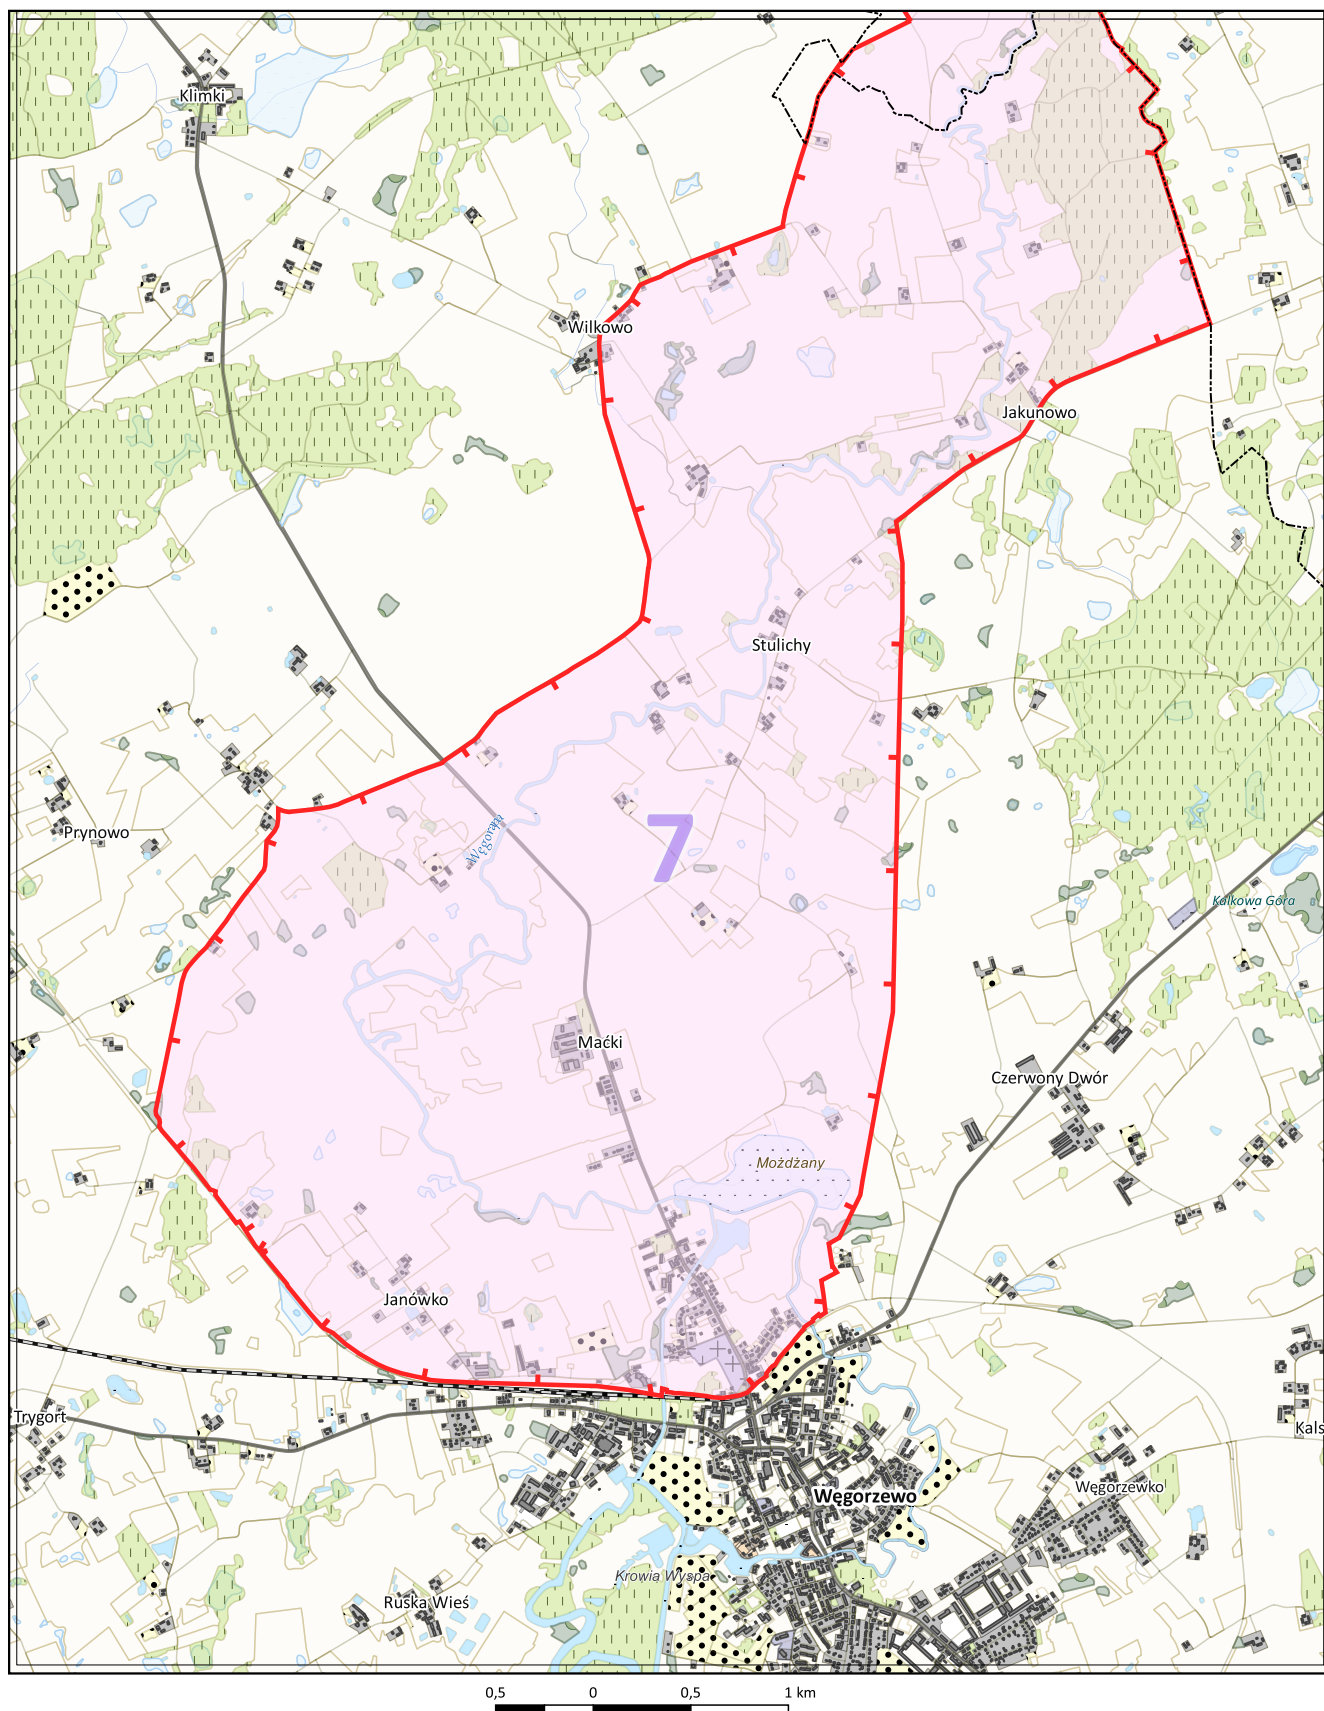 Klimki
Wilkowo
Jakunowo
Stulichy
Prynowo
Węgorapa
7
Kalkowa Góra
Maćki
Czerwony Dwór
Możdżany
Janówko
Trygort
Kals
Węgorzewko
Węgorzewo
Krowia Wyspa
Ruska Wieś
0,5 0 0,5 1 km